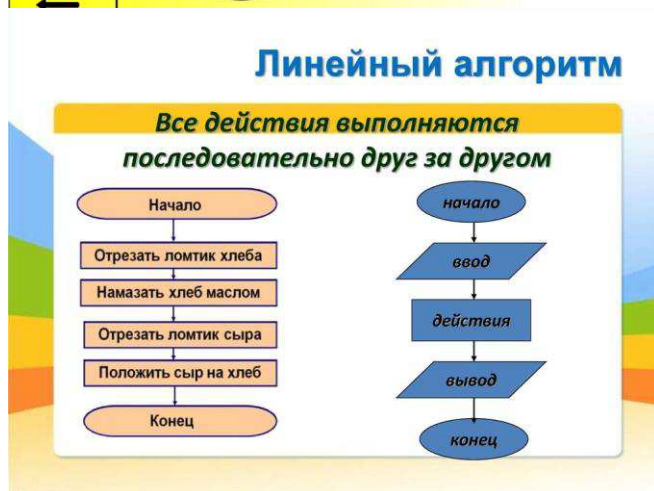 Линейный алгоритм
Все действия выполняются
последовательно друг за другом
Начало
Отрезать ломтик хлеба
Намазать хлеб маслом
Отрезать ломтик сыра
Положить сыр на хлеб
Конец
начало
ввод
действия
вывод
конец